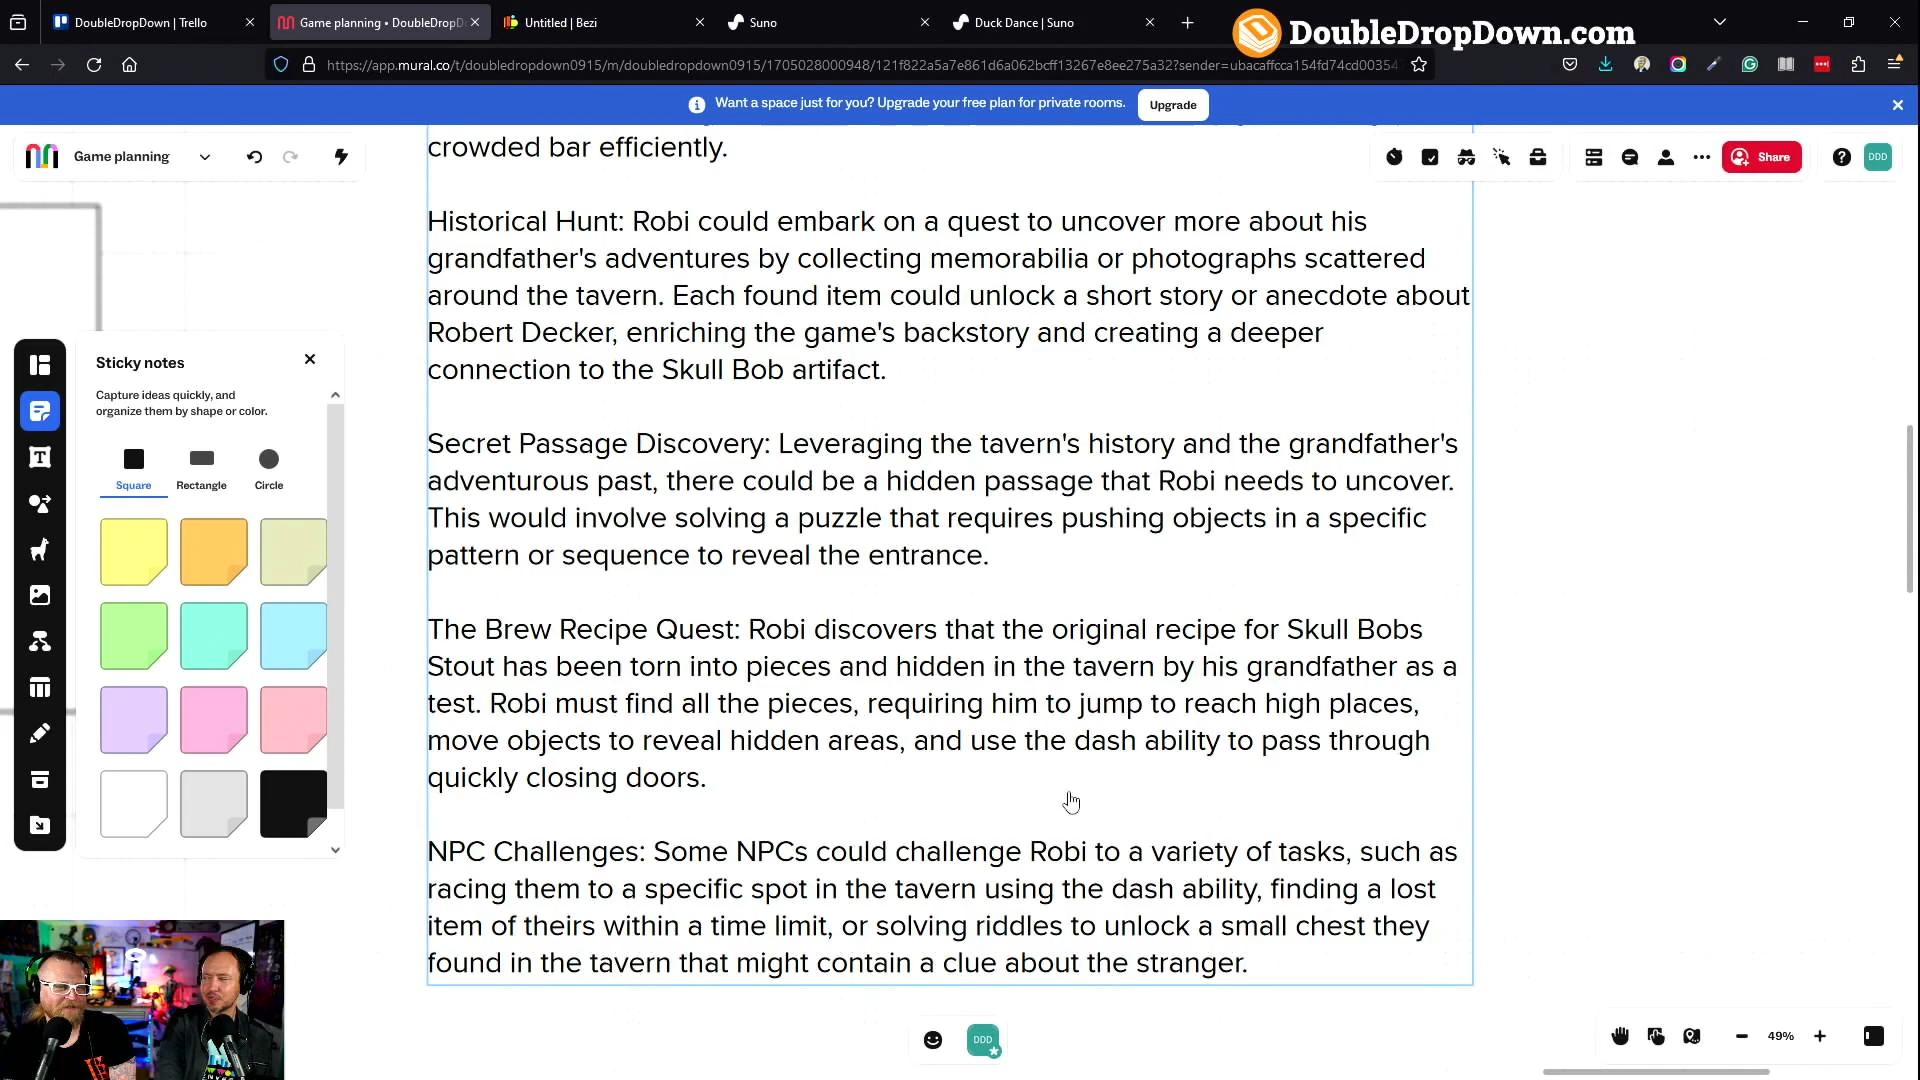 DoubleDropDown | Trello
Game planning • DoubleDropD
Untitled | Bezi
Suno
Duck Dance | Suno
DoubleDropDown.com
https://app.mural.co/t/doubledropdown0915/m/doubledropdown0915/1705028000948/121f822a5a7e861d6a062bcff13267e8ee275a32?sender=ubacaffcca154fd74cd00354
Want a space just for you? Upgrade your free plan for private rooms.
Upgrade
Game planning
Share
DDD
crowded bar efficiently.
Historical Hunt: Robi could embark on a quest to uncover more about his
grandfather's adventures by collecting memorabilia or photographs scattered
around the tavern. Each found item could unlock a short story or anecdote about
Robert Decker, enriching the game's backstory and creating a deeper
connection to the Skull Bob artifact.
Secret Passage Discovery: Leveraging the tavern's history and the grandfather's
adventurous past, there could be a hidden passage that Robi needs to uncover.
This would involve solving a puzzle that requires pushing objects in a specific
pattern or sequence to reveal the entrance.
The Brew Recipe Quest: Robi discovers that the original recipe for Skull Bobs
Stout has been torn into pieces and hidden in the tavern by his grandfather as a
test. Robi must find all the pieces, requiring him to jump to reach high places,
move objects to reveal hidden areas, and use the dash ability to pass through
quickly closing doors.
NPC Challenges: Some NPCs could challenge Robi to a variety of tasks, such as
racing them to a specific spot in the tavern using the dash ability, finding a lost
item of theirs within a time limit, or solving riddles to unlock a small chest they
found in the tavern that might contain a clue about the stranger.
Sticky notes
Capture ideas quickly, and
organize them by shape or color.
Square
Rectangle
Circle
DDD
49%